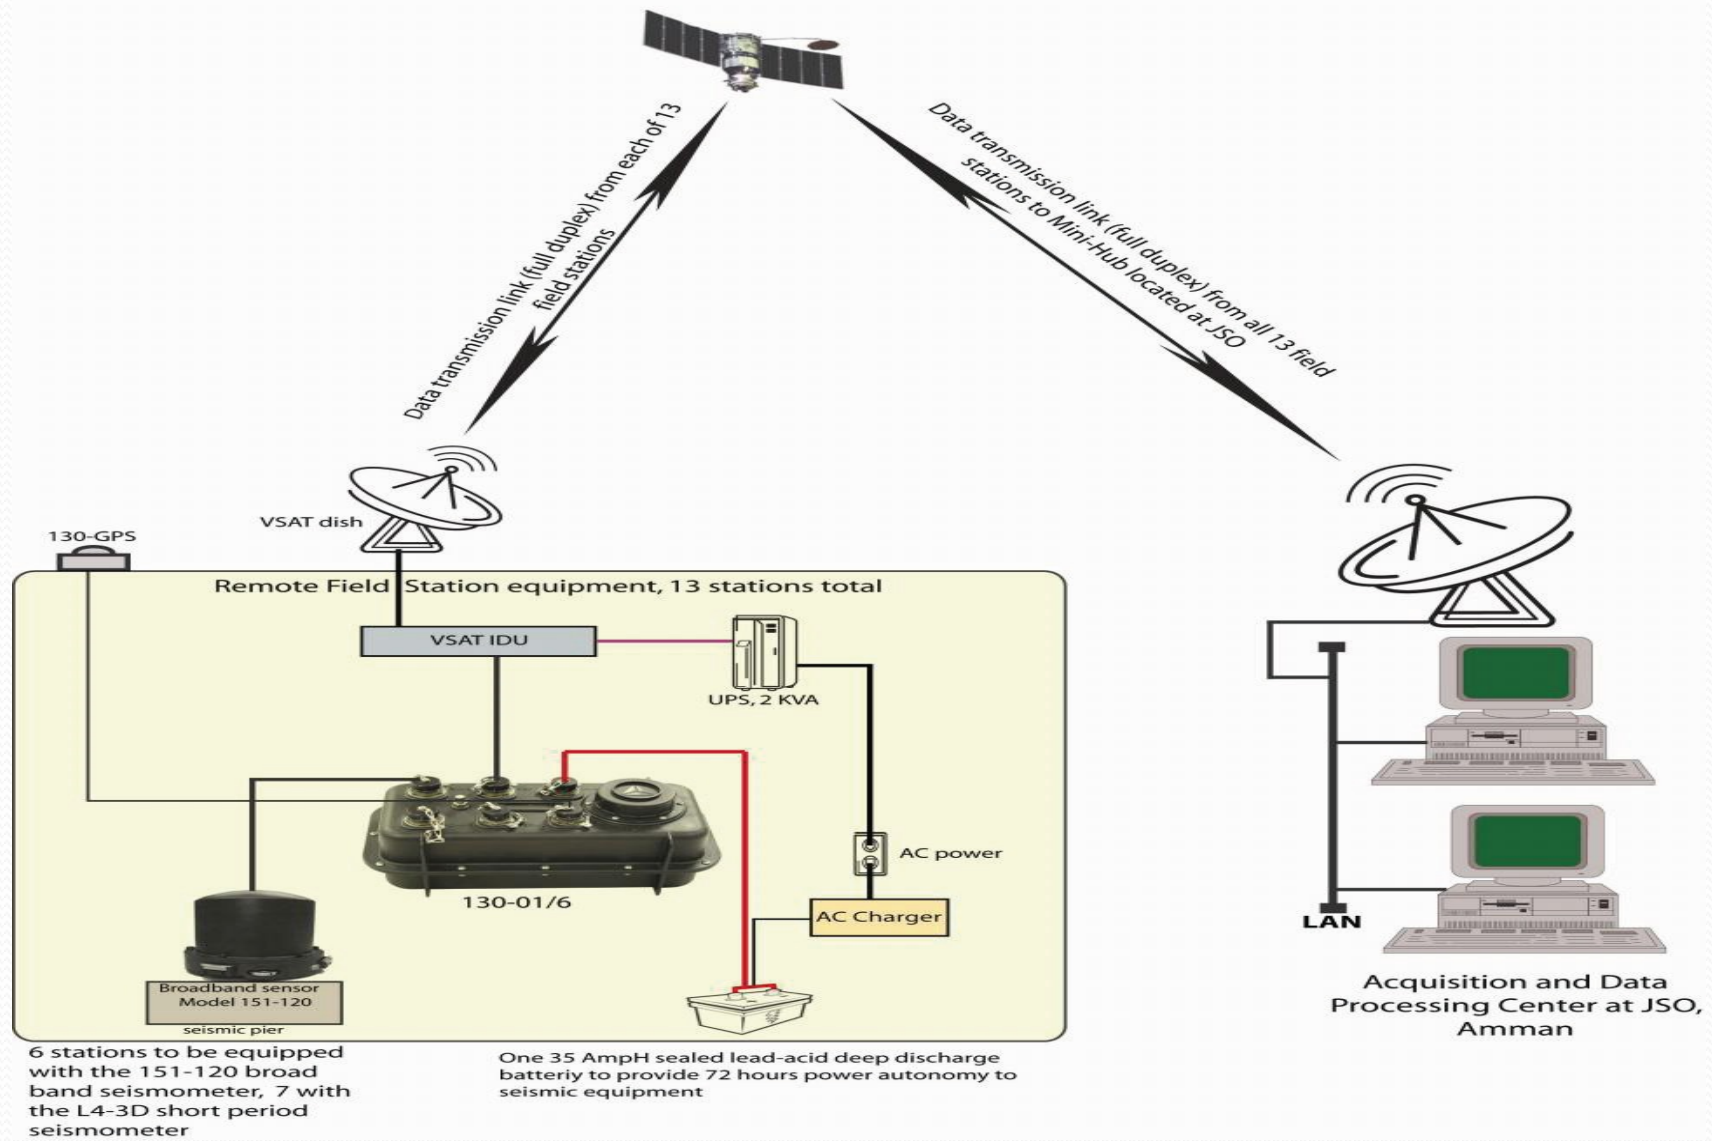 Data transmission link (full duplex) from each of 13
field stations
Data transmission link (full duplex) from all 13 field
stations to Mini-Hub located at JSO
VSAT dish
130-GPS
Remote Field Station equipment, 13 stations total
VSAT IDU
UPS, 2 KVA
AC power
130-01/6
AC Charger
LAN
Broadband sensor
Model 151-120
seismic pier
Acquisition and Data
Processing Center at JSO,
Amman
6 stations to be equipped
with the 151-120 broad
band seismometer, 7 with
the L4-3D short period
seismometer
One 35 AmpH sealed lead-acid deep discharge
batteriy to provide 72 hours power autonomy to
seismic equipment